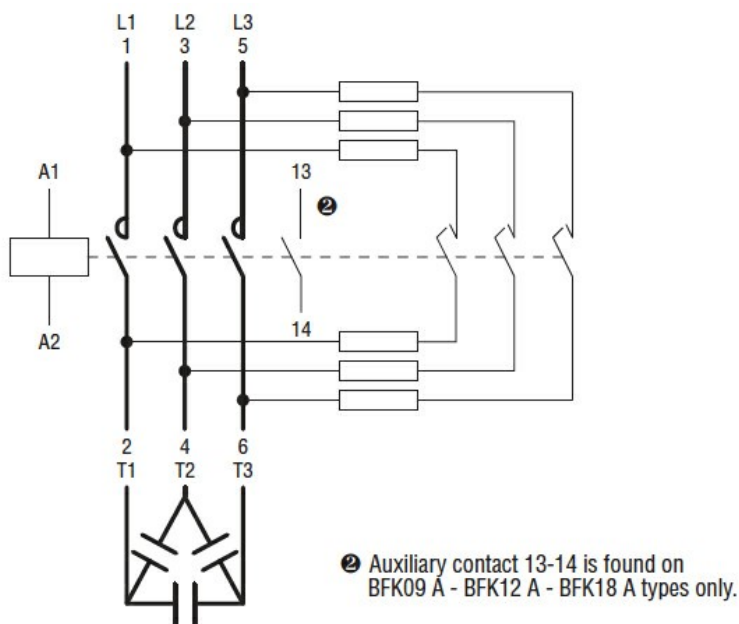 L1 L2 L3
1 3 5
A1
13
❷
14
A2
2 4 6
T1 T2 T3
❷ Auxiliary contact 13-14 is found on
BFK09 A - BFK12 A - BFK18 A types only.